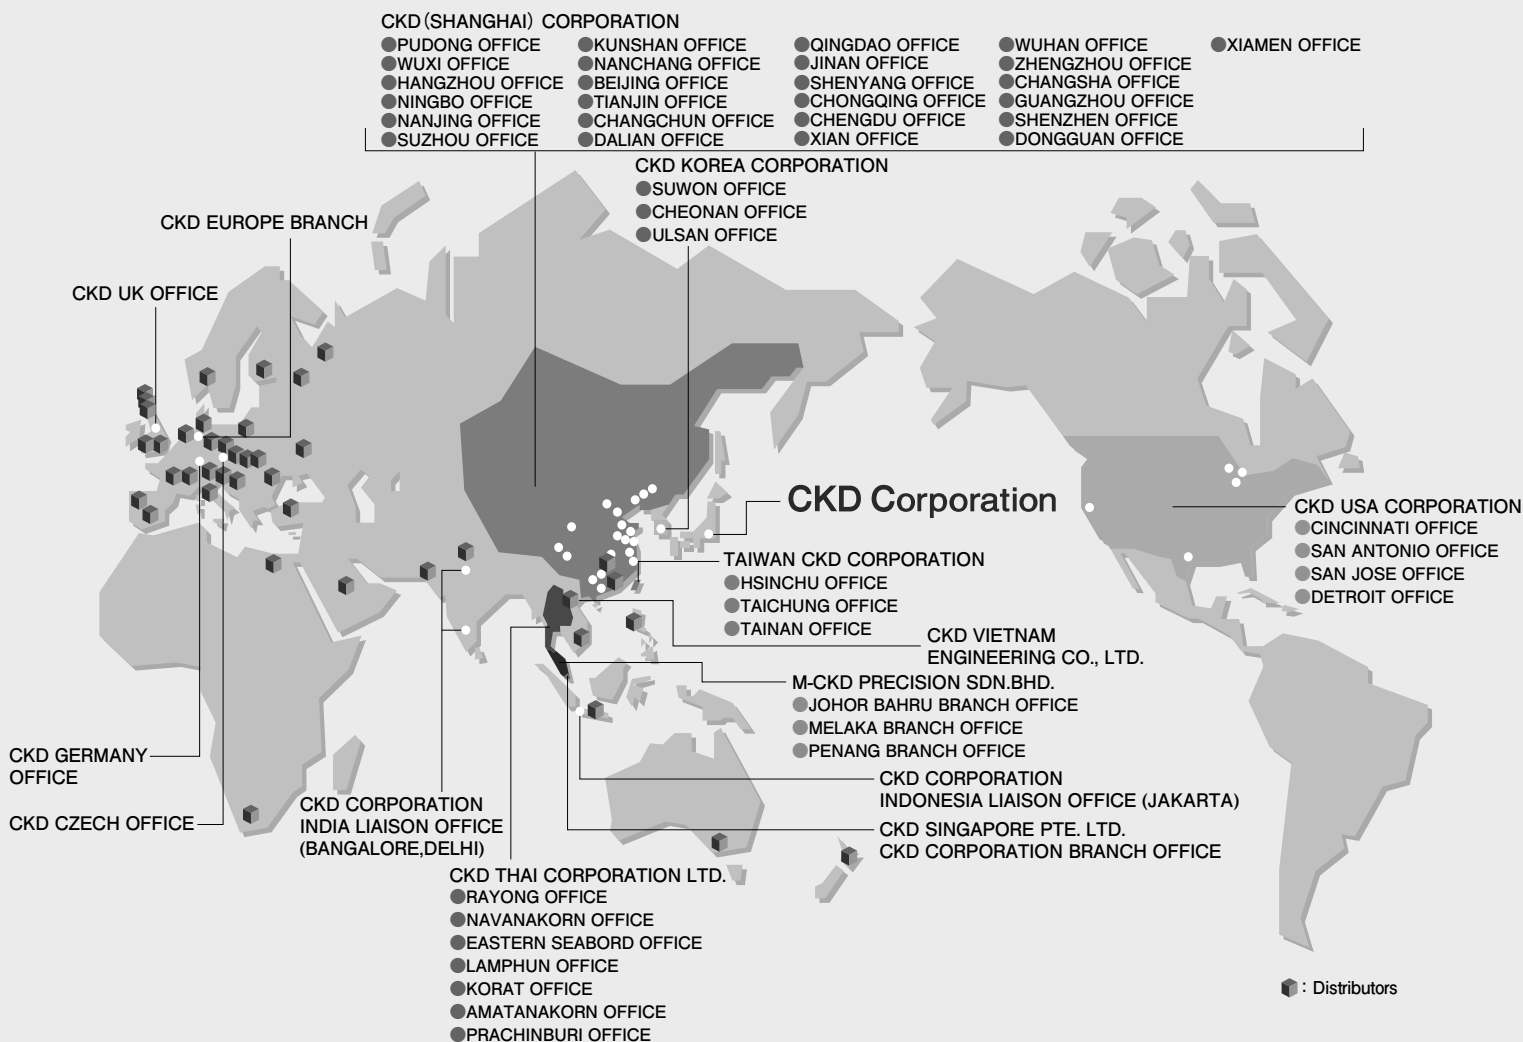 CKD(SHANGHAI) CORPORATION
●PUDONG OFFICE
●WUXI OFFICE
●HANGZHOU OFFICE
●NINGBO OFFICE
●NANJING OFFICE
●SUZHOU OFFICE
●KUNSHAN OFFICE
●NANCHANG OFFICE
●BEIJING OFFICE
●TIANJIN OFFICE
●CHANGCHUN OFFICE
●DALIAN OFFICE
●QINGDAO OFFICE
●JINAN OFFICE
●SHENYANG OFFICE
●CHONGQING OFFICE
●CHENGDU OFFICE
●XIAN OFFICE
●WUHAN OFFICE
●ZHENGZHOU OFFICE
●CHANGSHA OFFICE
●GUANGZHOU OFFICE
●SHENZHEN OFFICE
●DONGGUAN OFFICE
●XIAMEN OFFICE
CKD KOREA CORPORATION
●SUWON OFFICE
●CHEONAN OFFICE
●ULSAN OFFICE
CKD EUROPE BRANCH
CKD UK OFFICE
CKD Corporation
CKD USA CORPORATION
●CINCINNATI OFFICE
●SAN ANTONIO OFFICE
●SAN JOSE OFFICE
●DETROIT OFFICE
TAIWAN CKD CORPORATION
●HSINCHU OFFICE
●TAICHUNG OFFICE
●TAINAN OFFICE
CKD VIETNAM
ENGINEERING CO., LTD.
M-CKD PRECISION SDN.BHD.
●JOHOR BAHRU BRANCH OFFICE
●MELAKA BRANCH OFFICE
●PENANG BRANCH OFFICE
CKD GERMANY
OFFICE
CKD CZECH OFFICE
CKD CORPORATION
INDIA LIAISON OFFICE
(BANGALORE,DELHI)
CKD CORPORATION
INDONESIA LIAISON OFFICE (JAKARTA)
CKD SINGAPORE PTE. LTD.
CKD CORPORATION BRANCH OFFICE
CKD THAI CORPORATION LTD.
●RAYONG OFFICE
●NAVANAKORN OFFICE
●EASTERN SEABORD OFFICE
●LAMPHUN OFFICE
●KORAT OFFICE
●AMATANAKORN OFFICE
●PRACHINBURI OFFICE
: Distributors